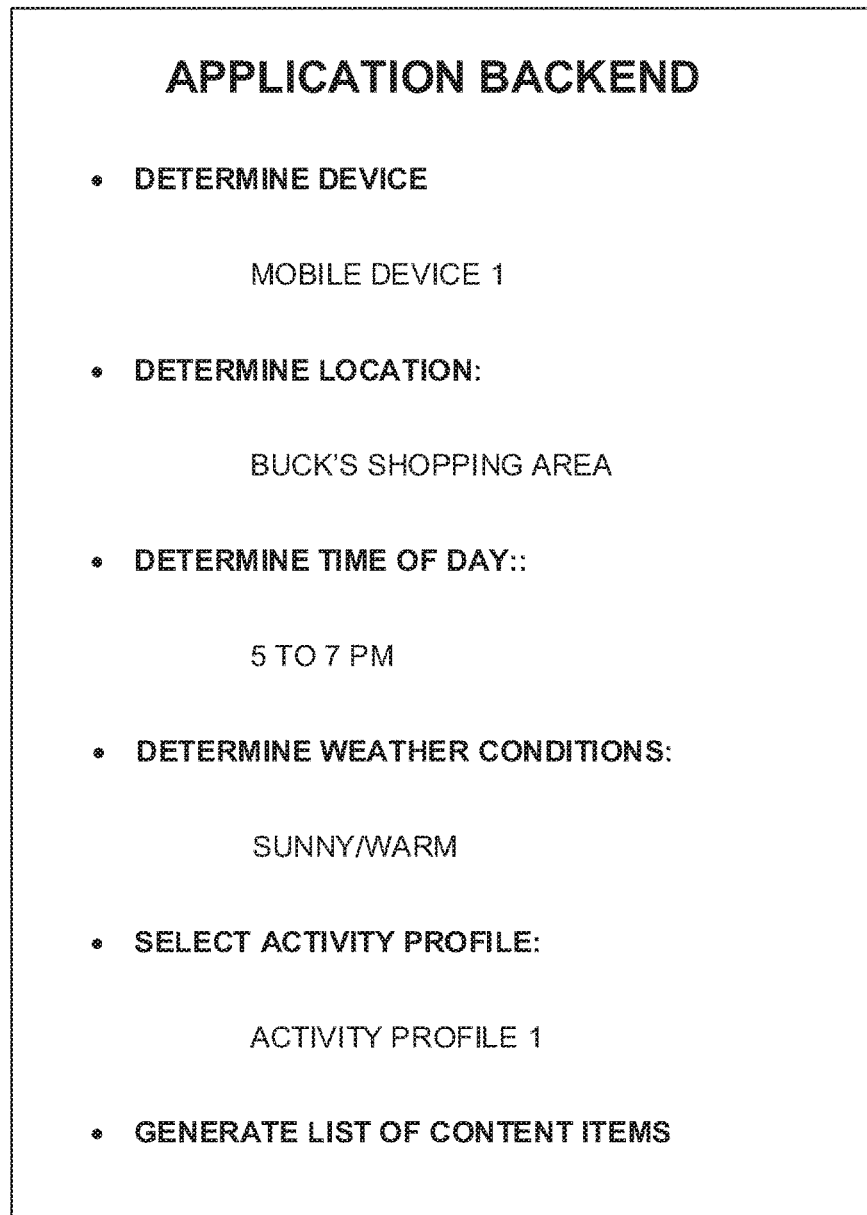 APPLICATION BACKEND
• DETERMINE DEVICE
MOBILE DEVICE 1
• DETERMINE LOCATION:
BUCK'S SHOPPING AREA
• DETERMINE TIME OF DAY::
5 TO 7 PM
• DETERMINE WEATHER CONDITIONS:
SUNNY/WARM
• SELECT ACTIVITY PROFILE:
ACTIVITY PROFILE 1
• GENERATE LIST OF CONTENT ITEMS